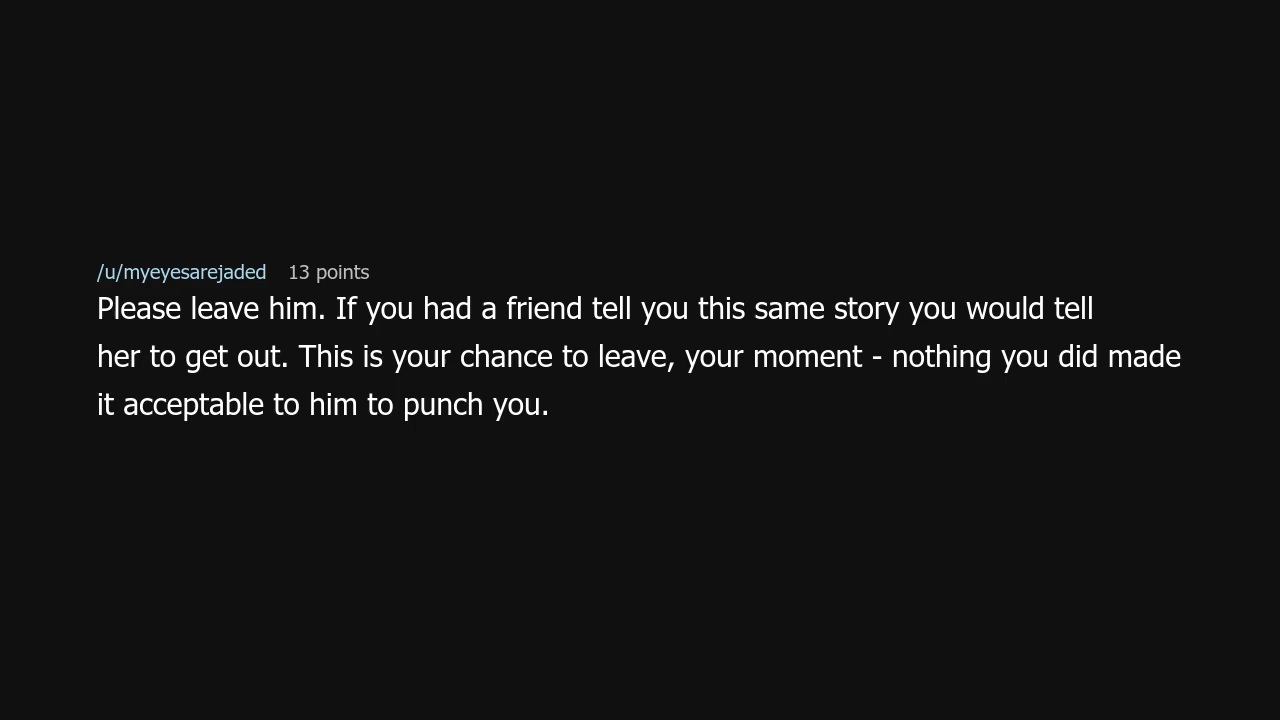 /u/myeyesarejaded 13 points
Please leave him. If you had a friend tell you this same story you would tell
her to get out. This is your chance to leave, your moment - nothing you did made
it acceptable to him to punch you.